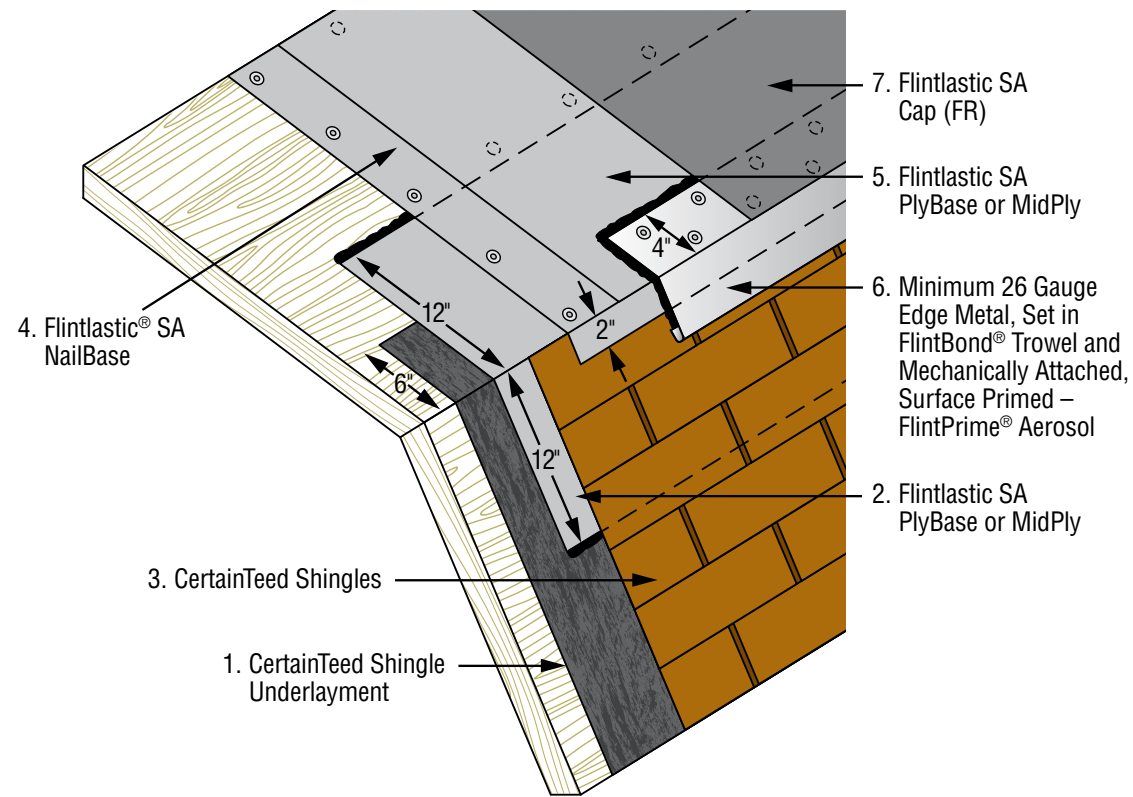 7. Flintlastic SA
Cap (FR)
5. Flintlastic SA
PlyBase or MidPly
4"
6. Minimum 26 Gauge
Edge Metal, Set in
FlintBond® Trowel and
Mechanically Attached,
Surface Primed –
FlintPrime® Aerosol
12"
2"
4. Flintlastic® SA
NailBase
6"
12"
2. Flintlastic SA
PlyBase or MidPly
3. CertainTeed Shingles
1. CertainTeed Shingle
Underlayment